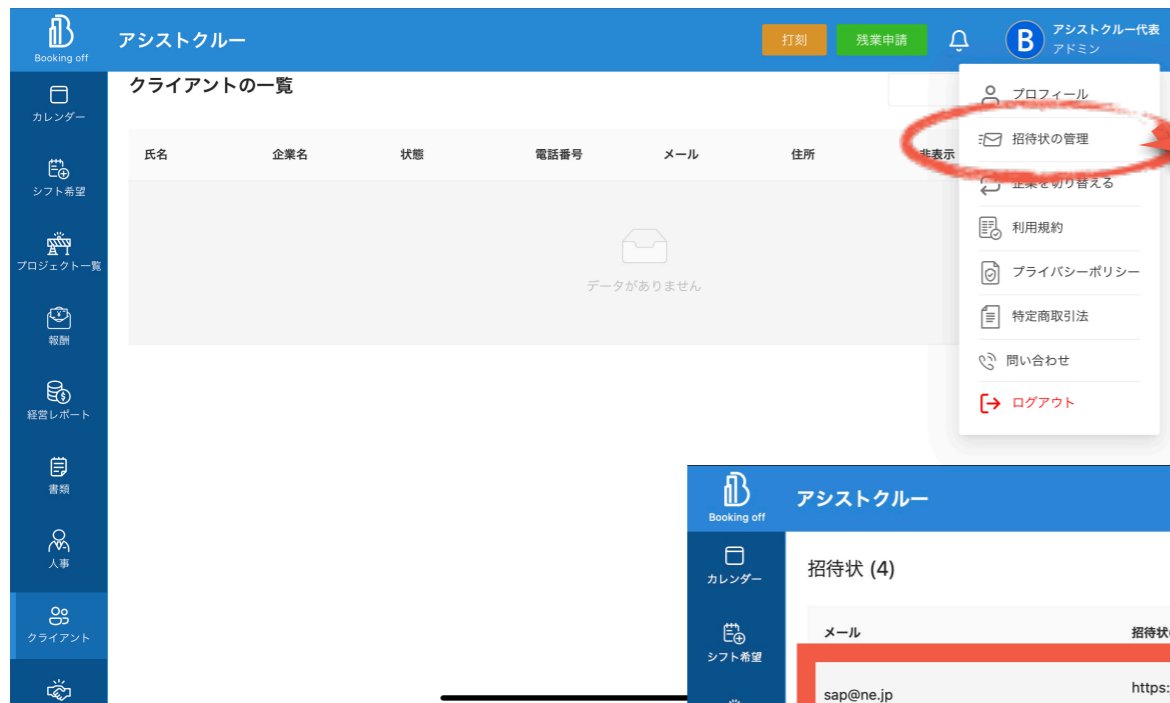 Booking off
アシストクルー
打刻
残業申請
B
アシストクルー代表
アドミン
カレンダー
シフト希望
プロジェクト一覧
報酬
経営レポート
書類
人事
クライアント
クライアントの一覧
氏名
企業名
状態
電話番号
メール
住所
非表示
データがありません
プロフィール
招待状の管理
企業を切り替える
利用規約
プライバシーポリシー
特定商取引法
問い合わせ
ログアウト
Booking off
アシストクルー
カレンダー
シフト希望
招待状 (4)
メール
招待状
sap@ne.jp
https: